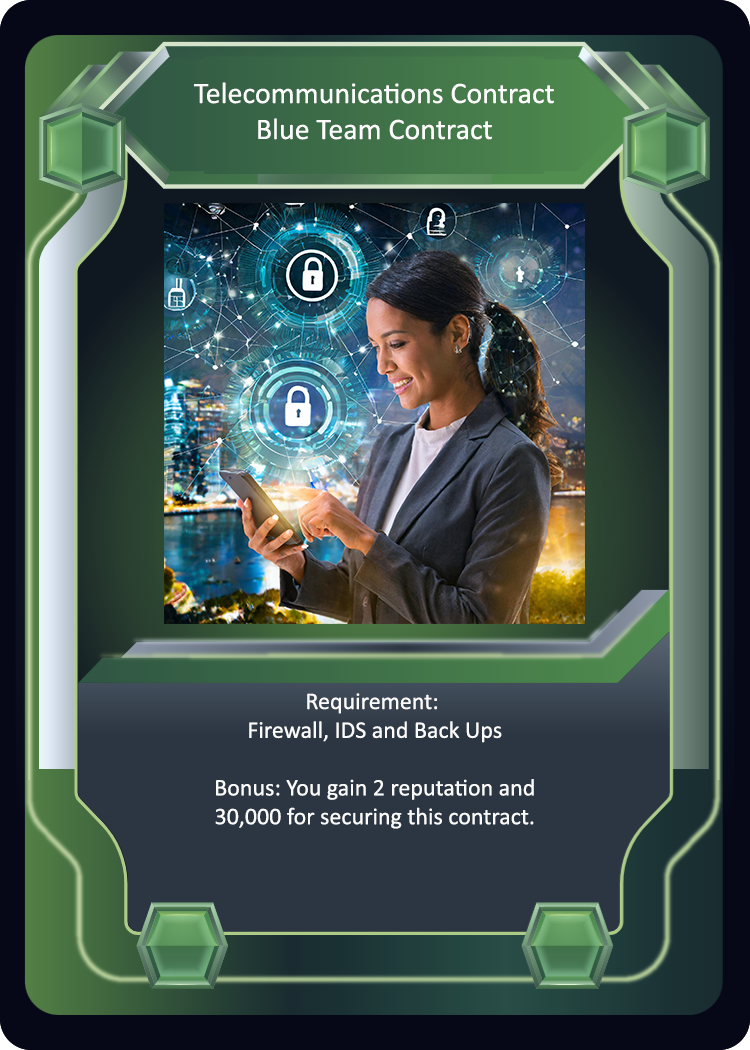 Telecommunications Contract
Blue Team Contract
Requirement:
Firewall, IDS and Back Ups
Bonus: You gain 2 reputation and
30,000 for securing this contract.